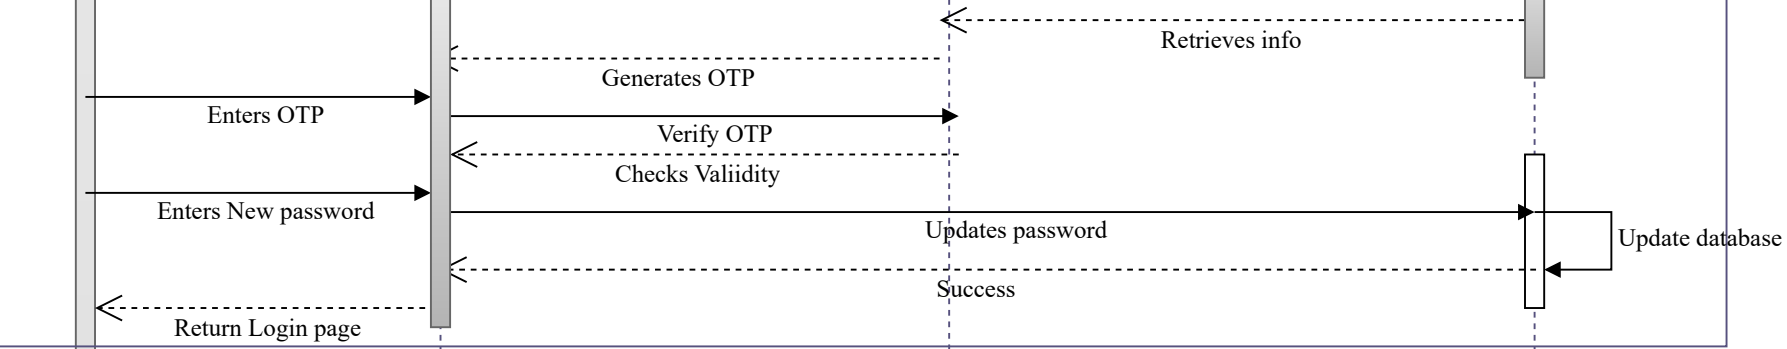 Retrieves info
Generates OTP
Enters OTP
Verify OTP
Checks Valiidity
Enters New password
Updates password
Update database
Success
Return Login page